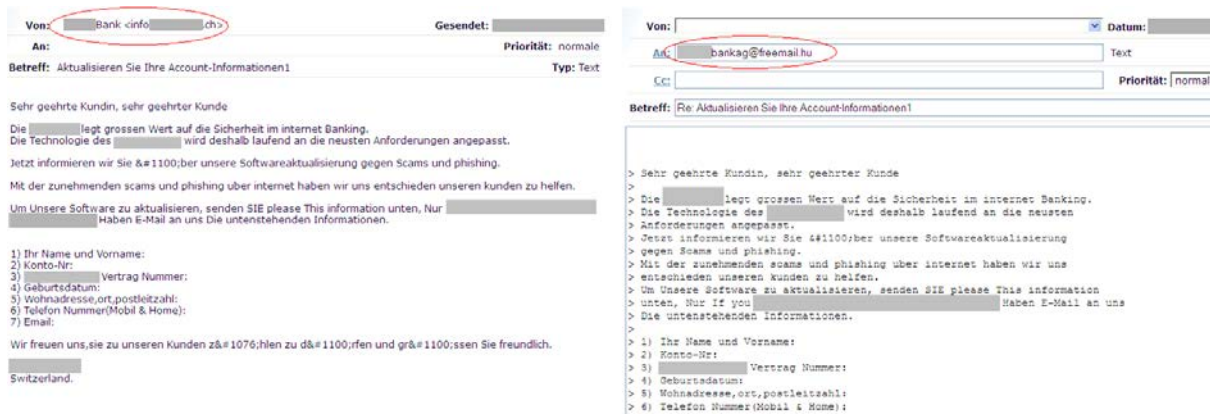 Von: Bank <info .ch> Gesendet:
An: Priorität: normale
Betreff: Aktualisieren Sie Ihre Account-Informationen1 Typ: Text
Sehr geehrte Kundin, sehr geehrter Kunde
Die legt grossen Wert auf die Sicherheit im internet Banking.
Die Technologie des wird deshalb laufend an die neusten Anforderungen angepasst.
Jetzt informieren wir Sie &#1100;ber unsere Softwareaktualisierung gegen Scams und phishing.
Mit der zunehmenden scams und phishing uber internet haben wir uns entschieden unseren kunden zu helfen.
Um Unsere Software zu aktualisieren, senden SIE please This information unten, Nur
Haben E-Mail an uns Die untenstehenden Informationen.
1) Ihr Name und Vorname:
2) Konto-Nr:
3) Vertrag Nummer:
4) Geburtsdatum:
5) Wohnadresse,ort,postleitzahl:
6) Telefon Nummer(Mobil & Home):
7) Email:
Wir freuen uns,sie zu unseren Kunden z&#1076;hlen zu d&#1100;rfen und gr&#1100;ssen Sie freundlich.
Switzerland.
Von: Datum:
An: bankag@freemail.hu Text
Cc: Priorität: normal
Betreff: Re: Aktualisieren Sie Ihre Account-Informationen1
> Sehr geehrte Kundin, sehr geehrter Kunde
>
> Die legt grossen Wert auf die Sicherheit im internet Banking.
> Die Technologie des wird deshalb laufend an die neusten
> Anforderungen angepasst.
> Jetzt informieren wir Sie &#1100;ber unsere Softwareaktualisierung
> gegen Scams und phishing.
> Mit der zunehmenden scams und phishing uber internet haben wir uns
> entschieden unseren kunden zu helfen.
> Um Unsere Software zu aktualisieren, senden SIE please This information
> unten, Nur If you Haben E-Mail an uns
> Die untenstehenden Informationen.
>
> 1) Ihr Name und Vorname:
> 2) Konto-Nr:
> 3) Vertrag Nummer:
> 4) Geburtsdatum:
> 5) Wohnadresse,ort,postleitzahl:
> 6) Telefon Nummer(Mobil & Home):